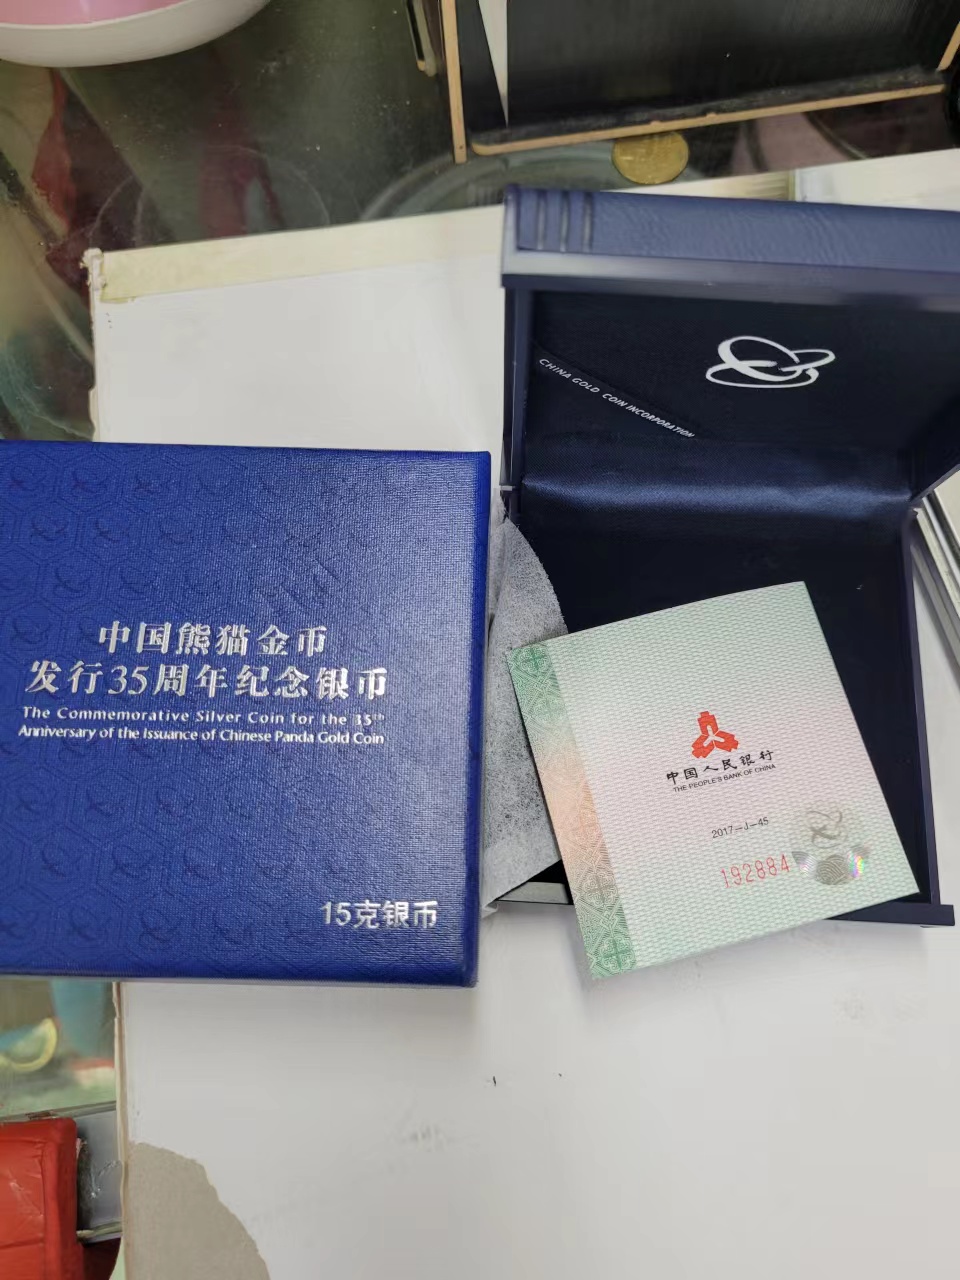 CHINA GOLD COIN INCORPORATION
中国熊猫金币
发行35周年纪念银币
The Commemorative Silver Coin for the 35th
Anniversary of the Issuance of Chinese Panda Gold Coin
15克银币
中国人民银行
THE PEOPLE'S BANK OF CHINA
2017—J—45
192884